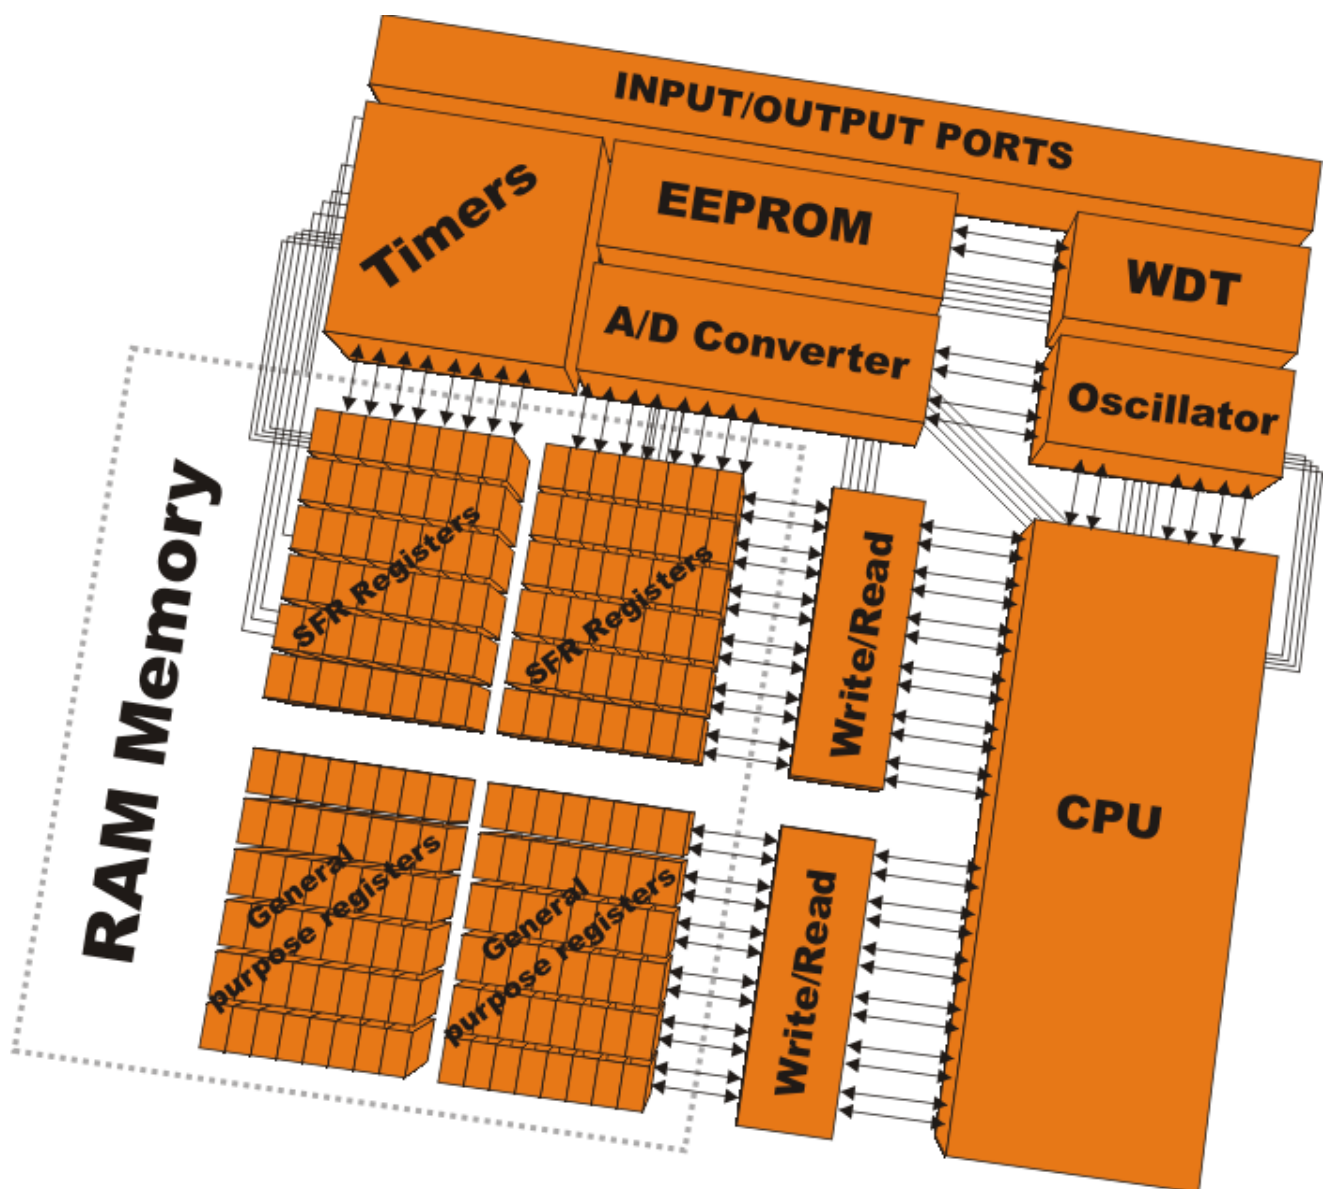 INPUT/OUTPUT PORTS
Timers
EEPROM
WDT
A/D Converter
Oscillator
RAM Memory
SFR Registers
SFR Registers
Write/Read
CPU
General
purpose registers
General
purpose registers
Write/Read